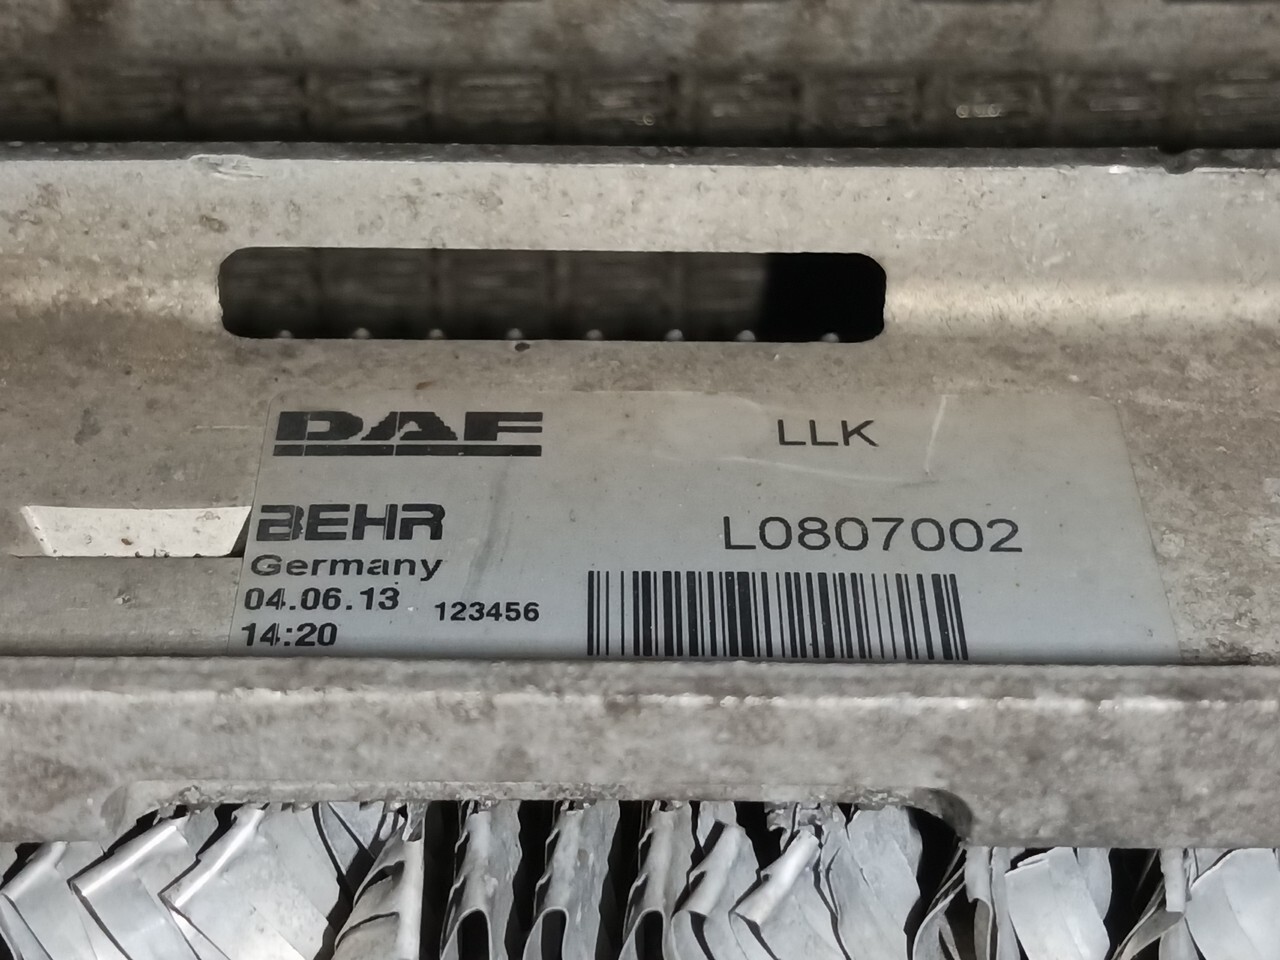 DAF
LLK
BEHR
L0807002
Germany
04.06.13
123456
14:20